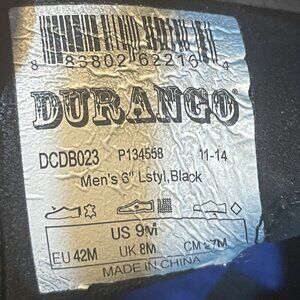 8 83802 62216 4
DURANGO®
DCDB023 P134558 11-14
Men's 6" Lstyl, Black
US 9M
EU 42M UK 8M CM 27M
MADE IN CHINA